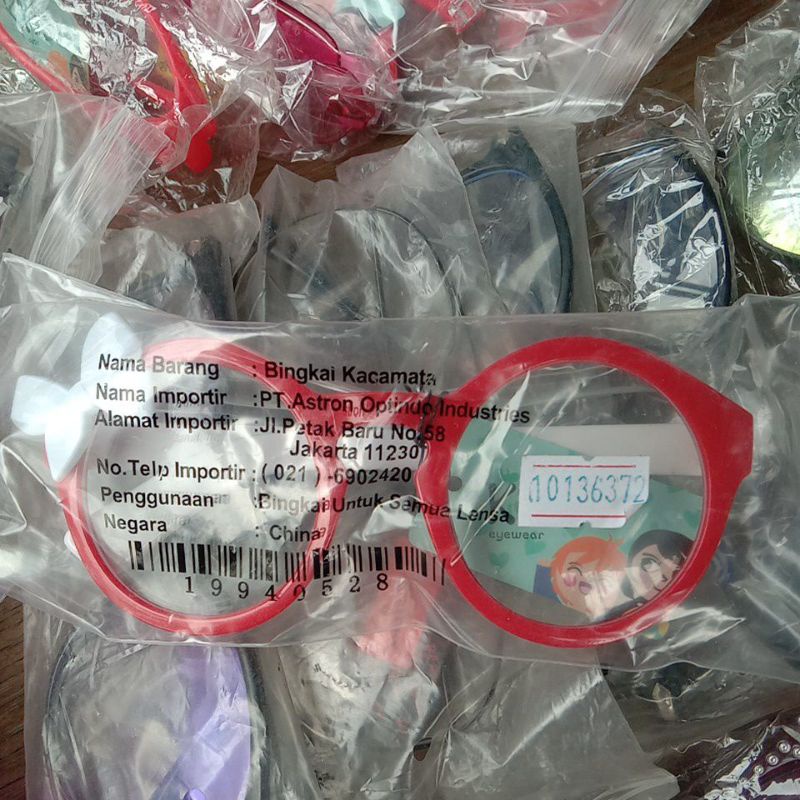 Nama Barang : Bingkai Kacamata
Nama Importir :PT.Astron Optindo Industries
Alamat Importir :Jl.Petak Baru No.58
Jakarta 11230
No.Telp Importir :( 021 ) -6902420
Penggunaan :Bingkai Untuk Semua Lensa
Negara : China
19940528
10136372
eyewear